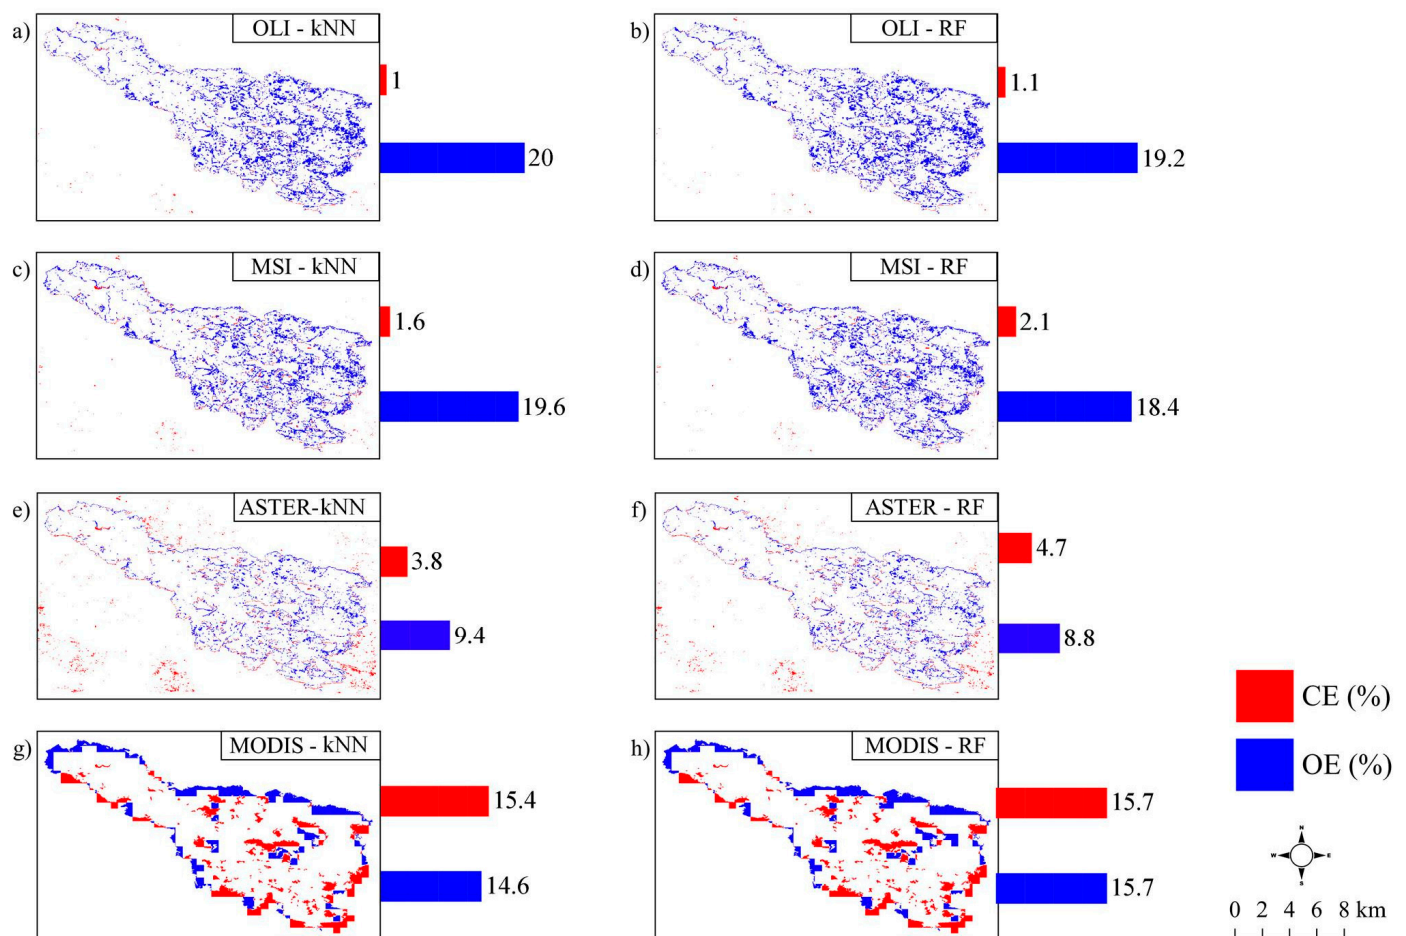 a) OLI - kNN
1
20
b) OLI - RF
1.1
19.2
c) MSI - kNN
1.6
19.6
d) MSI - RF
2.1
18.4
e) ASTER-kNN
3.8
9.4
f) ASTER - RF
4.7
8.8
g) MODIS - kNN
15.4
14.6
h) MODIS - RF
15.7
15.7
CE (%)
OE (%)
N
W E
S
0 2 4 6 8 km